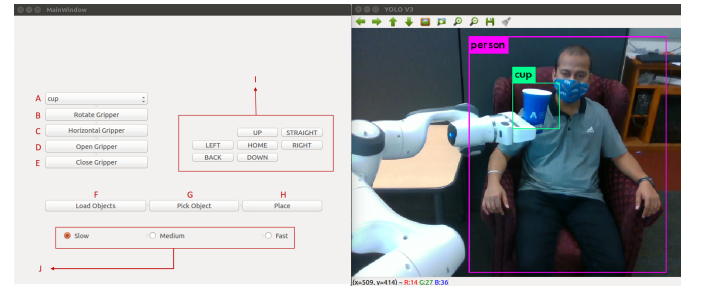 MainWindow
I
A cup
B Rotate Gripper
C Horizontal Gripper
D Open Gripper
E Close Gripper
UP STRAIGHT
LEFT HOME RIGHT
BACK DOWN
F G H
Load Objects Pick Object Place
Slow Medium Fast
J
YOLO V3
person
cup
A
(x=509, y=414) ~ R:14 G:27 B:36